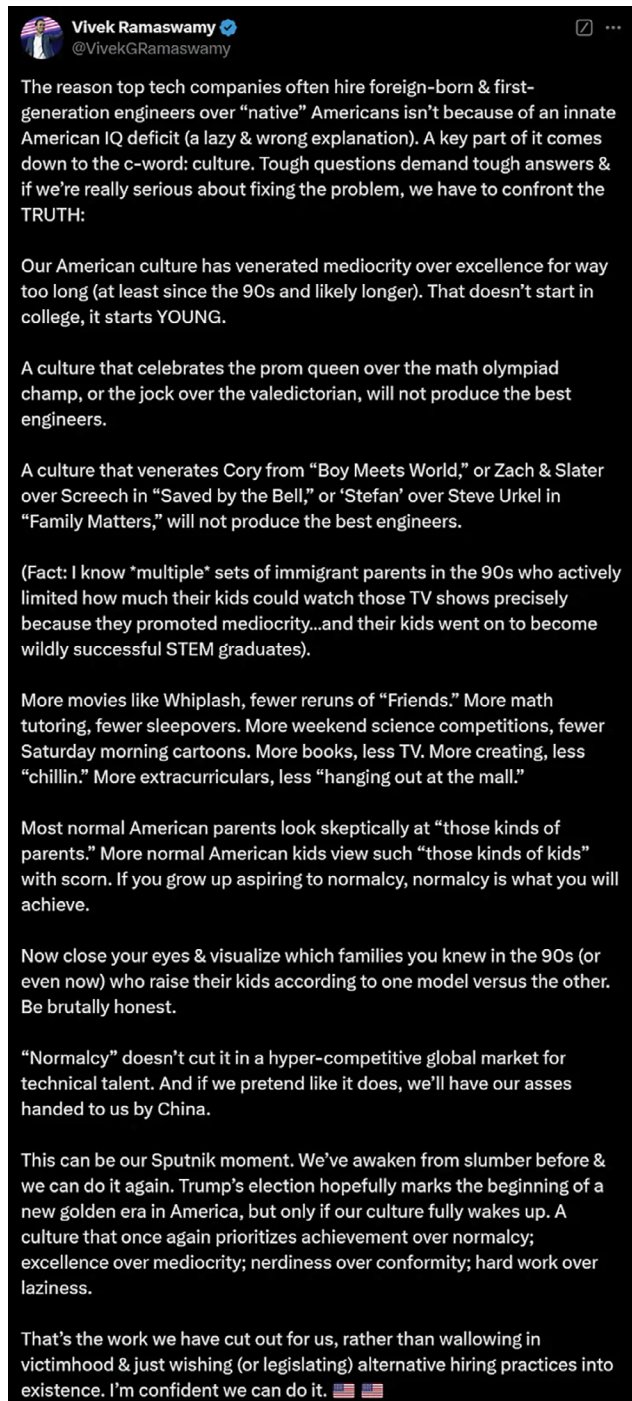 Vivek Ramaswamy
@VivekGRamaswamy
The reason top tech companies often hire foreign-born & first-
generation engineers over “native” Americans isn’t because of an innate
American IQ deficit (a lazy & wrong explanation). A key part of it comes
down to the c-word: culture. Tough questions demand tough answers &
if we’re really serious about fixing the problem, we have to confront the
TRUTH:
Our American culture has venerated mediocrity over excellence for way
too long (at least since the 90s and likely longer). That doesn’t start in
college, it starts YOUNG.
A culture that celebrates the prom queen over the math olympiad
champ, or the jock over the valedictorian, will not produce the best
engineers.
A culture that venerates Cory from “Boy Meets World,” or Zach & Slater
over Screech in “Saved by the Bell,” or ‘Stefan’ over Steve Urkel in
“Family Matters,” will not produce the best engineers.
(Fact: I know *multiple* sets of immigrant parents in the 90s who actively
limited how much their kids could watch those TV shows precisely
because they promoted mediocrity…and their kids went on to become
wildly successful STEM graduates).
More movies like Whiplash, fewer reruns of “Friends.” More math
tutoring, fewer sleepovers. More weekend science competitions, fewer
Saturday morning cartoons. More books, less TV. More creating, less
“chillin.” More extracurriculars, less “hanging out at the mall.”
Most normal American parents look skeptically at “those kinds of
parents.” More normal American kids view such “those kinds of kids”
with scorn. If you grow up aspiring to normalcy, normalcy is what you will
achieve.
Now close your eyes & visualize which families you knew in the 90s (or
even now) who raise their kids according to one model versus the other.
Be brutally honest.
“Normalcy” doesn’t cut it in a hyper-competitive global market for
technical talent. And if we pretend like it does, we’ll have our asses
handed to us by China.
This can be our Sputnik moment. We’ve awaken from slumber before &
we can do it again. Trump’s election hopefully marks the beginning of a
new golden era in America, but only if our culture fully wakes up. A
culture that once again prioritizes achievement over normalcy;
excellence over mediocrity; nerdiness over conformity; hard work over
laziness.
That’s the work we have cut out for us, rather than wallowing in
victimhood & just wishing (or legislating) alternative hiring practices into
existence. I’m confident we can do it. 🇺🇸 🇺🇸